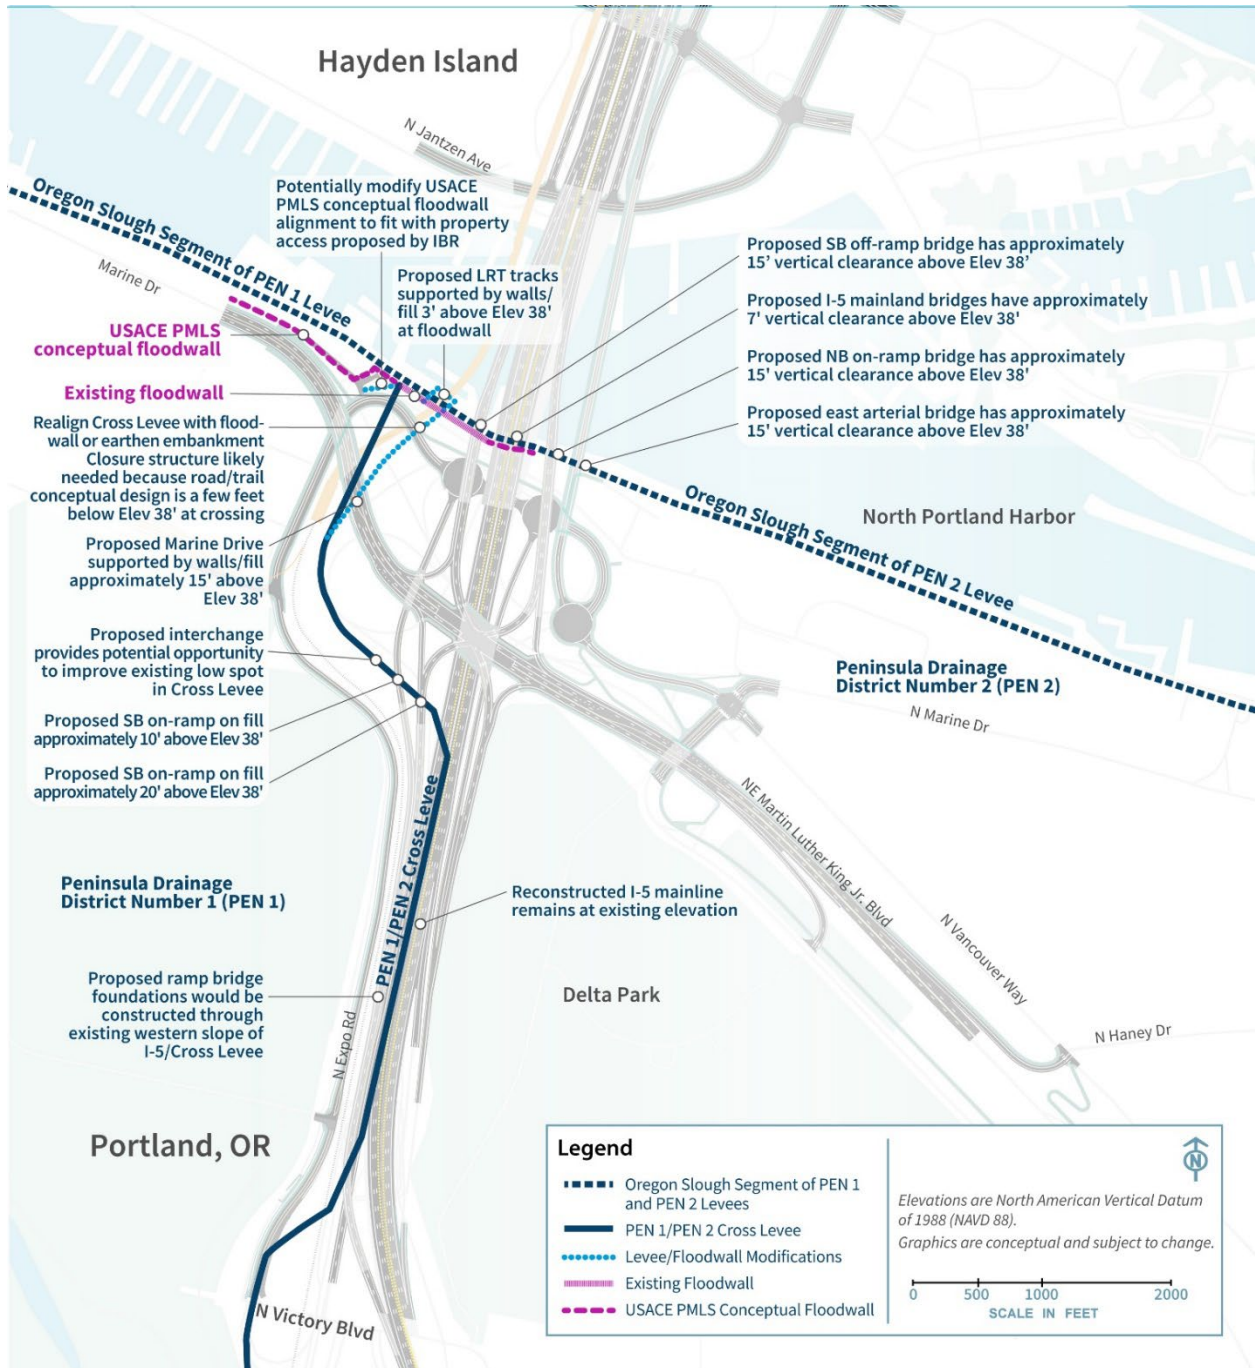 Hayden Island
N Jantzen Ave
Oregon Slough Segment of PEN 1 Levee
Marine Dr
Potentially modify USACE
PMLS conceptual floodwall
alignment to fit with property
access proposed by IBR
Proposed LRT tracks
supported by walls/
fill 3' above Elev 38'
at floodwall
Proposed SB off-ramp bridge has approximately
15’ vertical clearance above Elev 38’
Proposed I-5 mainland bridges have approximately
7' vertical clearance above Elev 38'
Proposed NB on-ramp bridge has approximately
15' vertical clearance above Elev 38'
Proposed east arterial bridge has approximately
15' vertical clearance above Elev 38'
USACE PMLS
conceptual floodwall
Existing floodwall
Realign Cross Levee with flood-
wall or earthen embankment
Closure structure likely
needed because road/trail
conceptual design is a few feet
below Elev 38' at crossing
Proposed Marine Drive
supported by walls/fill
approximately 15' above
Elev 38'
Proposed interchange
provides potential opportunity
to improve existing low spot
in Cross Levee
Proposed SB on-ramp on fill
approximately 10' above Elev 38'
Proposed SB on-ramp on fill
approximately 20' above Elev 38'
Oregon Slough Segment of PEN 2 Levee
North Portland Harbor
Peninsula Drainage
District Number 2 (PEN 2)
N Marine Dr
NE Martin Luther King Jr. Blvd
N Vancouver Way
N Haney Dr
PEN 1/PEN 2 Cross Levee
Peninsula Drainage
District Number 1 (PEN 1)
Reconstructed I-5 mainline
remains at existing elevation
Delta Park
Proposed ramp bridge
foundations would be
constructed through
existing western slope of
I-5/Cross Levee
N Expo Rd
Portland, OR
N Victory Blvd
Legend
Oregon Slough Segment of PEN 1
and PEN 2 Levees
PEN 1/PEN 2 Cross Levee
Levee/Floodwall Modifications
Existing Floodwall
USACE PMLS Conceptual Floodwall
N
Elevations are North American Vertical Datum
of 1988 (NAVD 88).
Graphics are conceptual and subject to change.
0 500 1000 2000
SCALE IN FEET